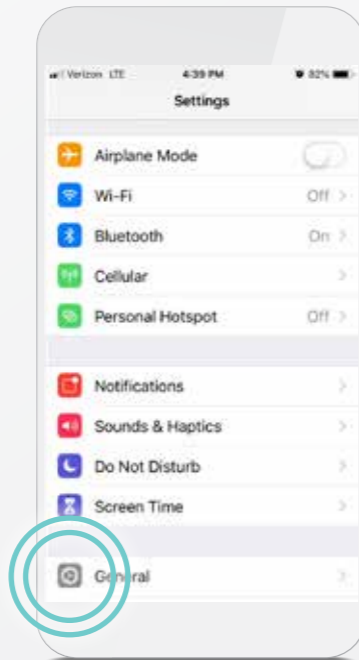 Verizon LTE 4:39 PM 82%
Settings
Airplane Mode
Wi-Fi Off
Bluetooth On
Cellular
Personal Hotspot Off
Notifications
Sounds & Haptics
Do Not Disturb
Screen Time
General